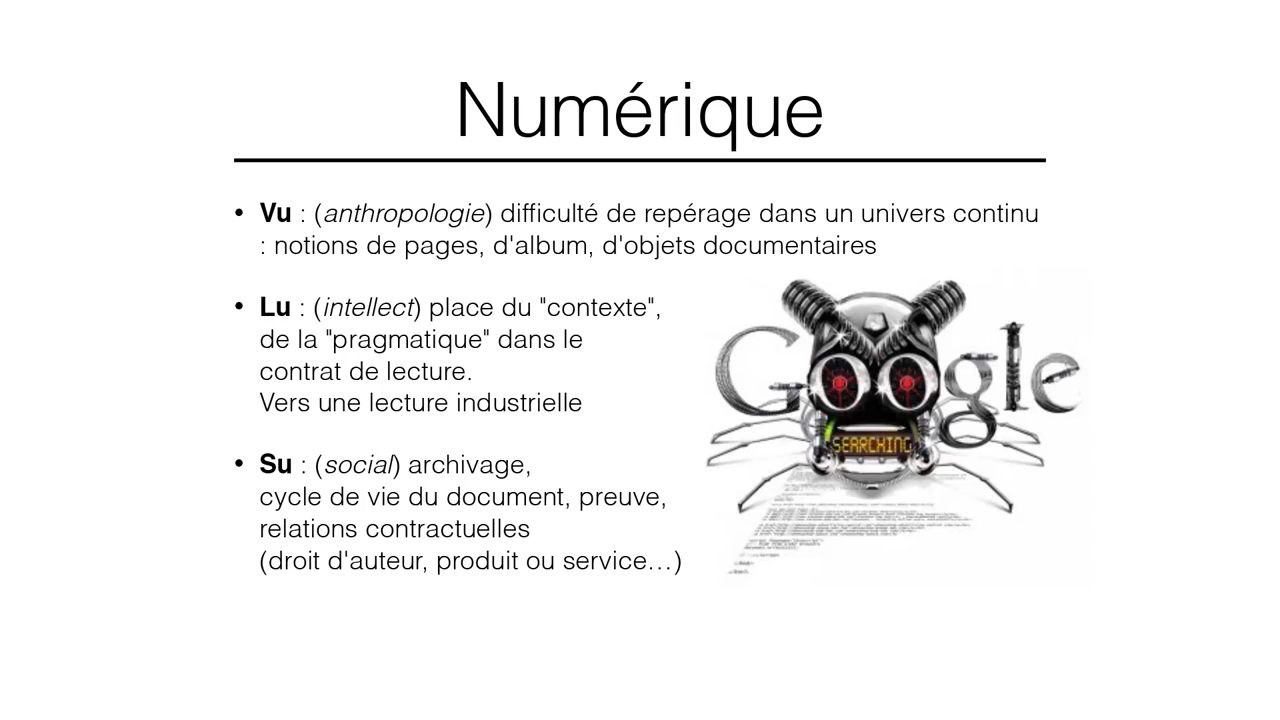 Numérique
• Vu : (anthropologie) difficulté de repérage dans un univers continu
: notions de pages, d'album, d'objets documentaires
• Lu : (intellect) place du "contexte",
de la "pragmatique" dans le
contrat de lecture.
Vers une lecture industrielle
• Su : (social) archivage,
cycle de vie du document, preuve,
relations contractuelles
(droit d'auteur, produit ou service…)
Google
SEARCHING